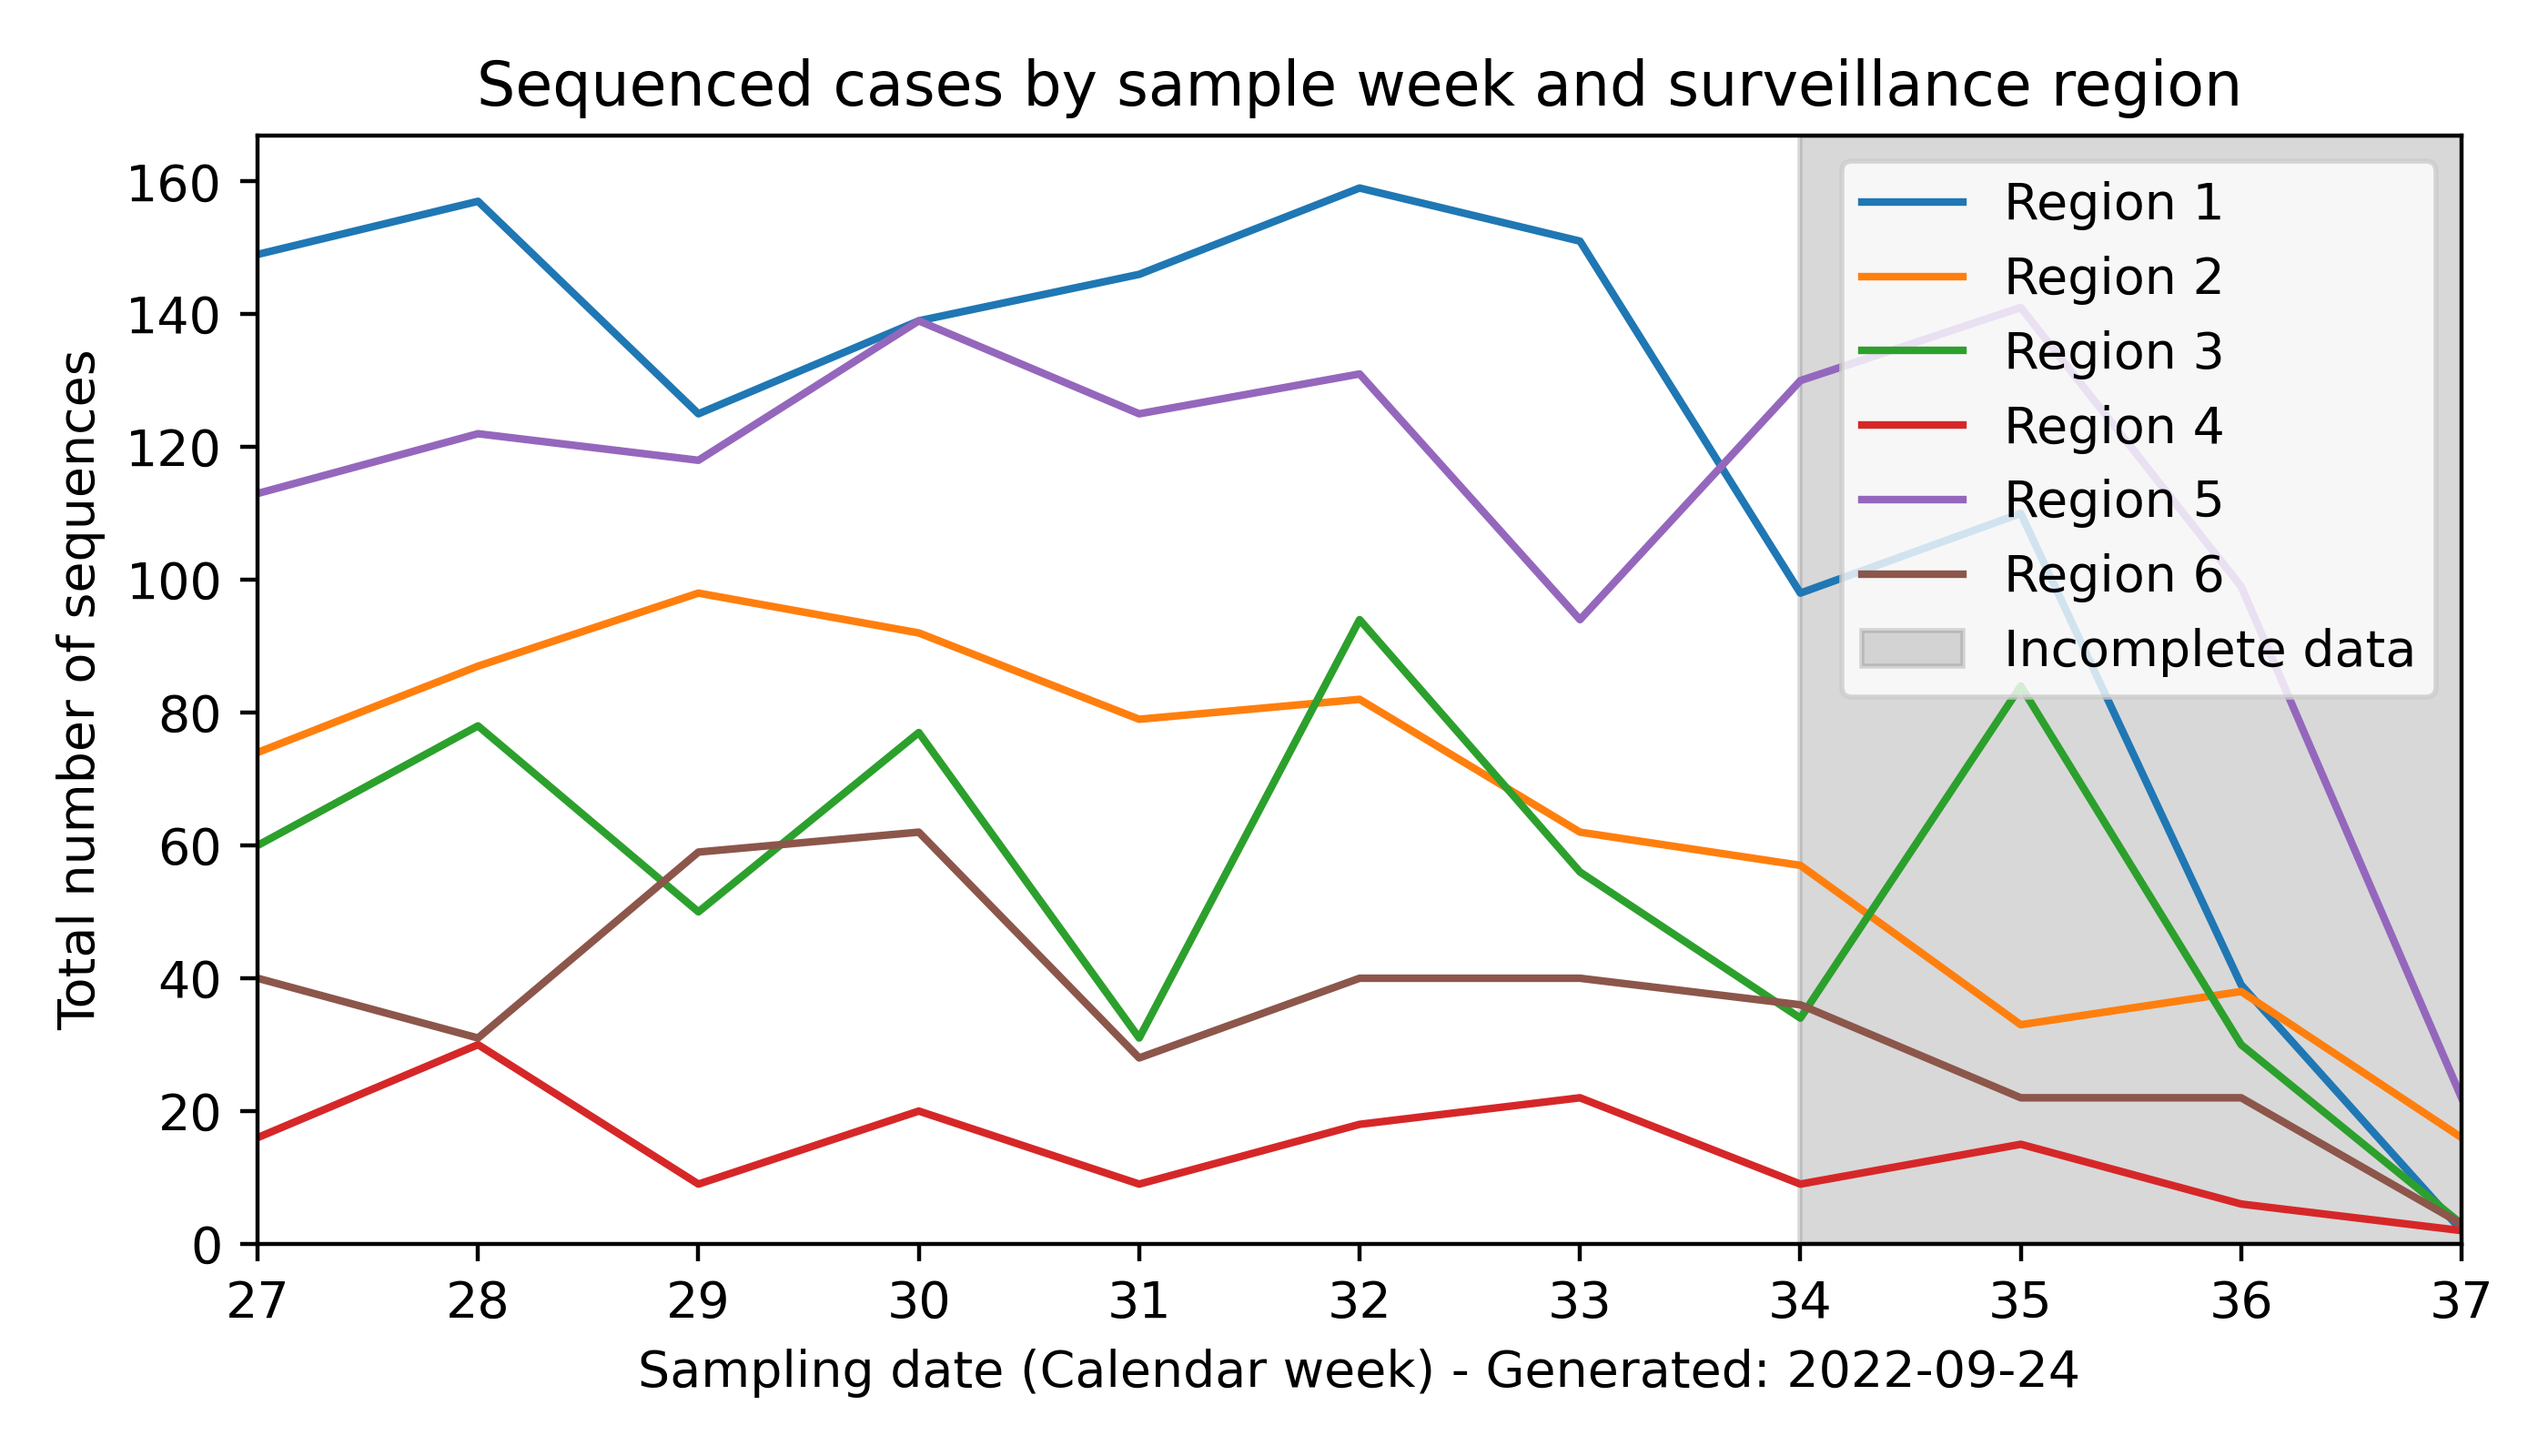 Sequenced cases by sample week and surveillance region
Total number of sequences
160
140
120
100
80
60
40
20
0
Region 1
Region 2
Region 3
Region 4
Region 5
Region 6
Incomplete data
27 28 29 30 31 32 33 34 35 36 37
Sampling date (Calendar week) - Generated: 2022-09-24